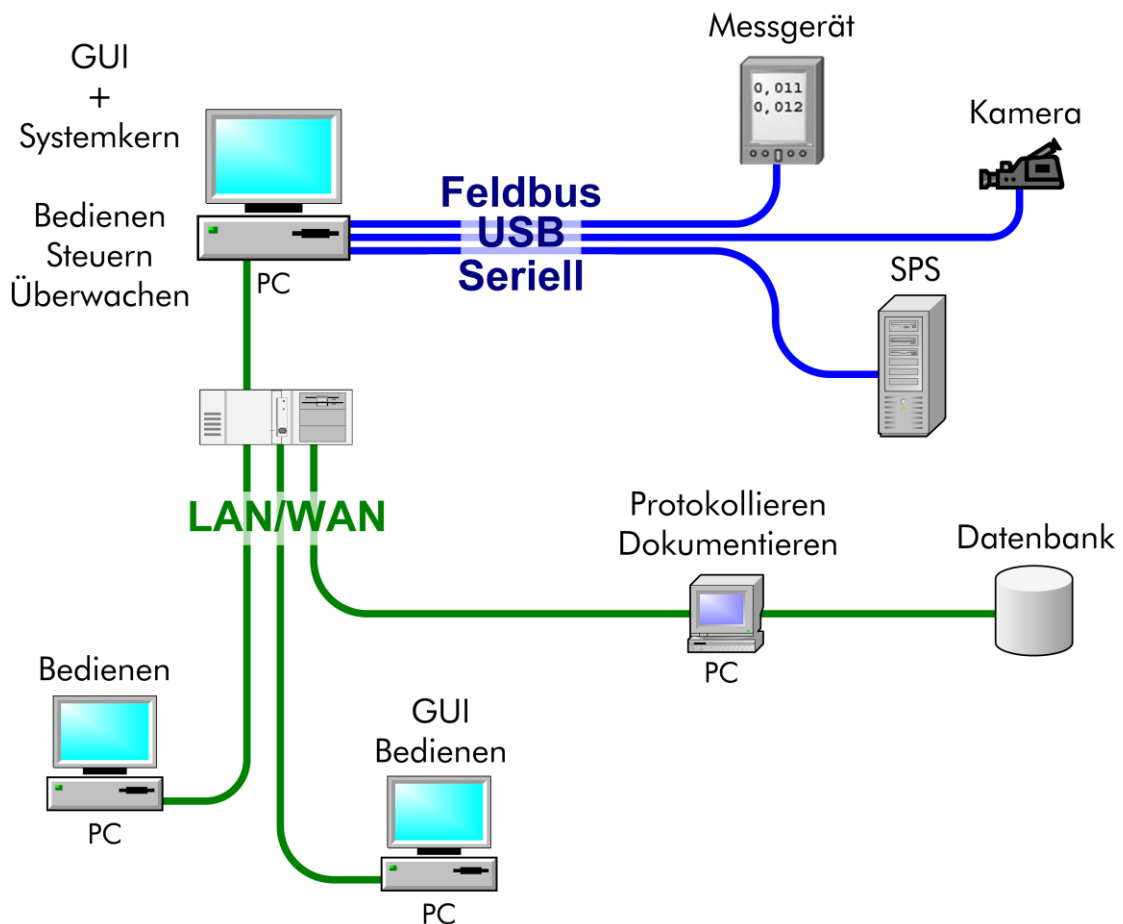 GUI
+
Systemkern
Bedienen
Steuern
Überwachen
PC
Feldbus
USB
Seriell
Messgerät
0,011
0,012
Kamera
SPS
LAN/WAN
Protokollieren
Dokumentieren
PC
Datenbank
Bedienen
PC
GUI
Bedienen
PC